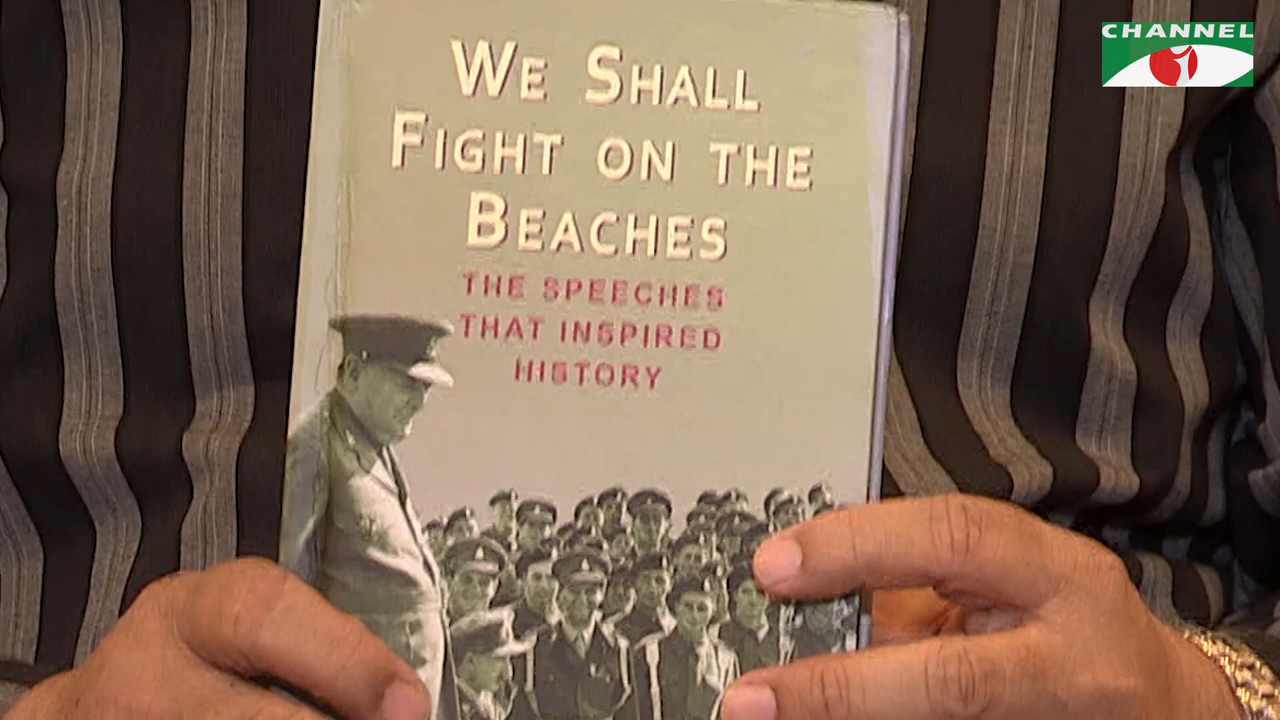 CHANNEL
i
We Shall
Fight on the
Beaches
THE SPEECHES
THAT INSPIRED
HISTORY